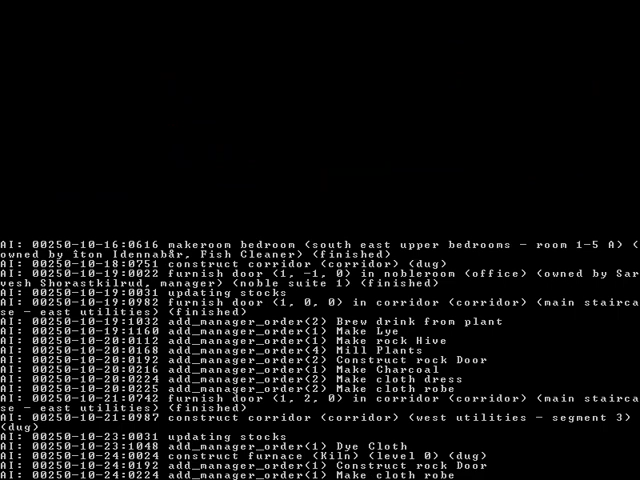 AI: 00250-10-16:0616 makeroom bedroom (south east upper bedrooms - room 1-5 A) (
owned by îton Idennabår, Fish Cleaner) (finished)
AI: 00250-10-18:0751 construct corridor (corridor) (dug)
AI: 00250-10-19:0022 furnish door (1, -1, 0) in nobleroom (office) (owned by Sar
vesh Shorastkilrud, manager) (noble suite 1) (finished)
AI: 00250-10-19:0031 updating stocks
AI: 00250-10-19:0982 furnish door (1, 0, 0) in corridor (corridor) (main stairca
se - east utilities) (finished)
AI: 00250-10-19:1032 add_manager_order(2) Brew drink from plant
AI: 00250-10-19:1160 add_manager_order(1) Make Lye
AI: 00250-10-20:0112 add_manager_order(1) Make rock Hive
AI: 00250-10-20:0168 add_manager_order(4) Mill Plants
AI: 00250-10-20:0192 add_manager_order(2) Construct rock Door
AI: 00250-10-20:0216 add_manager_order(1) Make Charcoal
AI: 00250-10-20:0224 add_manager_order(2) Make cloth dress
AI: 00250-10-20:0225 add_manager_order(2) Make cloth robe
AI: 00250-10-21:0742 furnish door (1, 2, 0) in corridor (corridor) (main stairca
se - east utilities) (finished)
AI: 00250-10-21:0987 construct corridor (corridor) (west utilities - segment 3)
(dug)
AI: 00250-10-23:0031 updating stocks
AI: 00250-10-23:1048 add_manager_order(1) Dye Cloth
AI: 00250-10-24:0024 construct furnace (Kiln) (level 0) (dug)
AI: 00250-10-24:0192 add_manager_order(1) Construct rock Door
AI: 00250-10-24:0224 add_manager_order(1) Make cloth robe